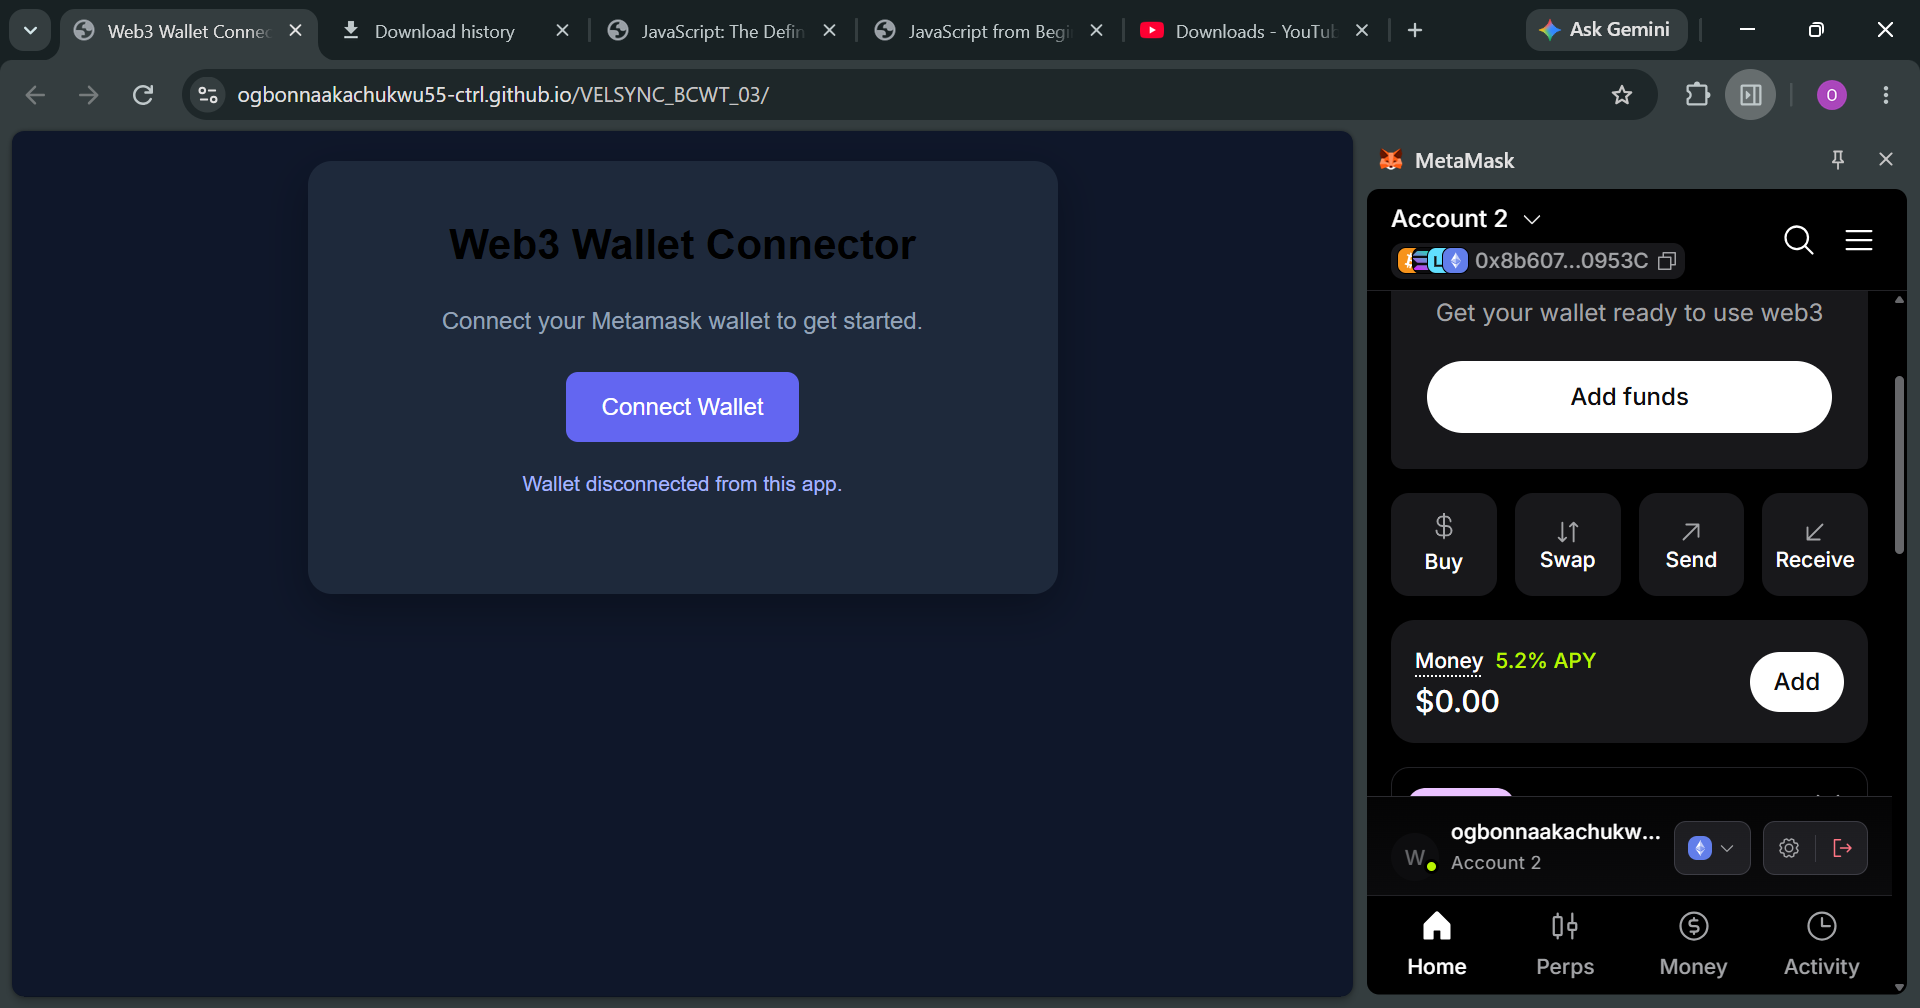 Web3 Wallet Connec
Download history
JavaScript: The Defin
JavaScript from Begi
Downloads - YouTub
Ask Gemini
ogbonnaakachukwu55-ctrl.github.io/VELSYNC_BCWT_03/
O
Web3 Wallet Connector
Connect your Metamask wallet to get started.
Connect Wallet
Wallet disconnected from this app.
MetaMask
Account 2
0x8b607...0953C
Get your wallet ready to use web3
Add funds
Buy
Swap
Send
Receive
Money 5.2% APY
$0.00
Add
W
ogbonnaakachukw...
Account 2
Home
Perps
Money
Activity